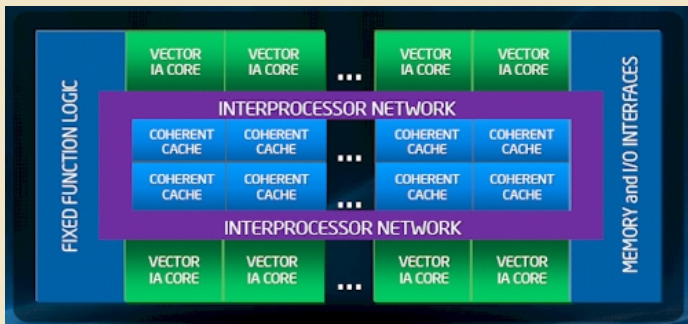 FIXED FUNCTION LOGIC
VECTOR IA CORE
VECTOR IA CORE
...
VECTOR IA CORE
VECTOR IA CORE
INTERPROCESSOR NETWORK
COHERENT CACHE
COHERENT CACHE
...
COHERENT CACHE
COHERENT CACHE
COHERENT CACHE
COHERENT CACHE
...
COHERENT CACHE
COHERENT CACHE
INTERPROCESSOR NETWORK
VECTOR IA CORE
VECTOR IA CORE
...
VECTOR IA CORE
VECTOR IA CORE
MEMORY and I/O INTERFACES